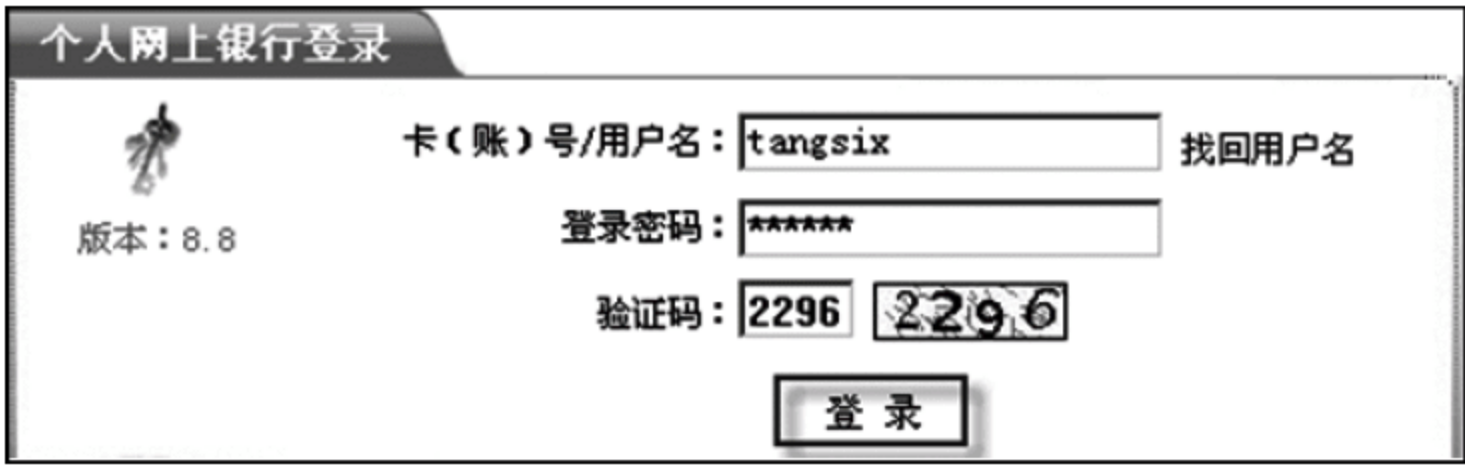 个人网上银行登录
卡(账)号/用户名:tangsix 找回用户名
版本:8.8
登录密码:******
验证码:2296 2296
登 录